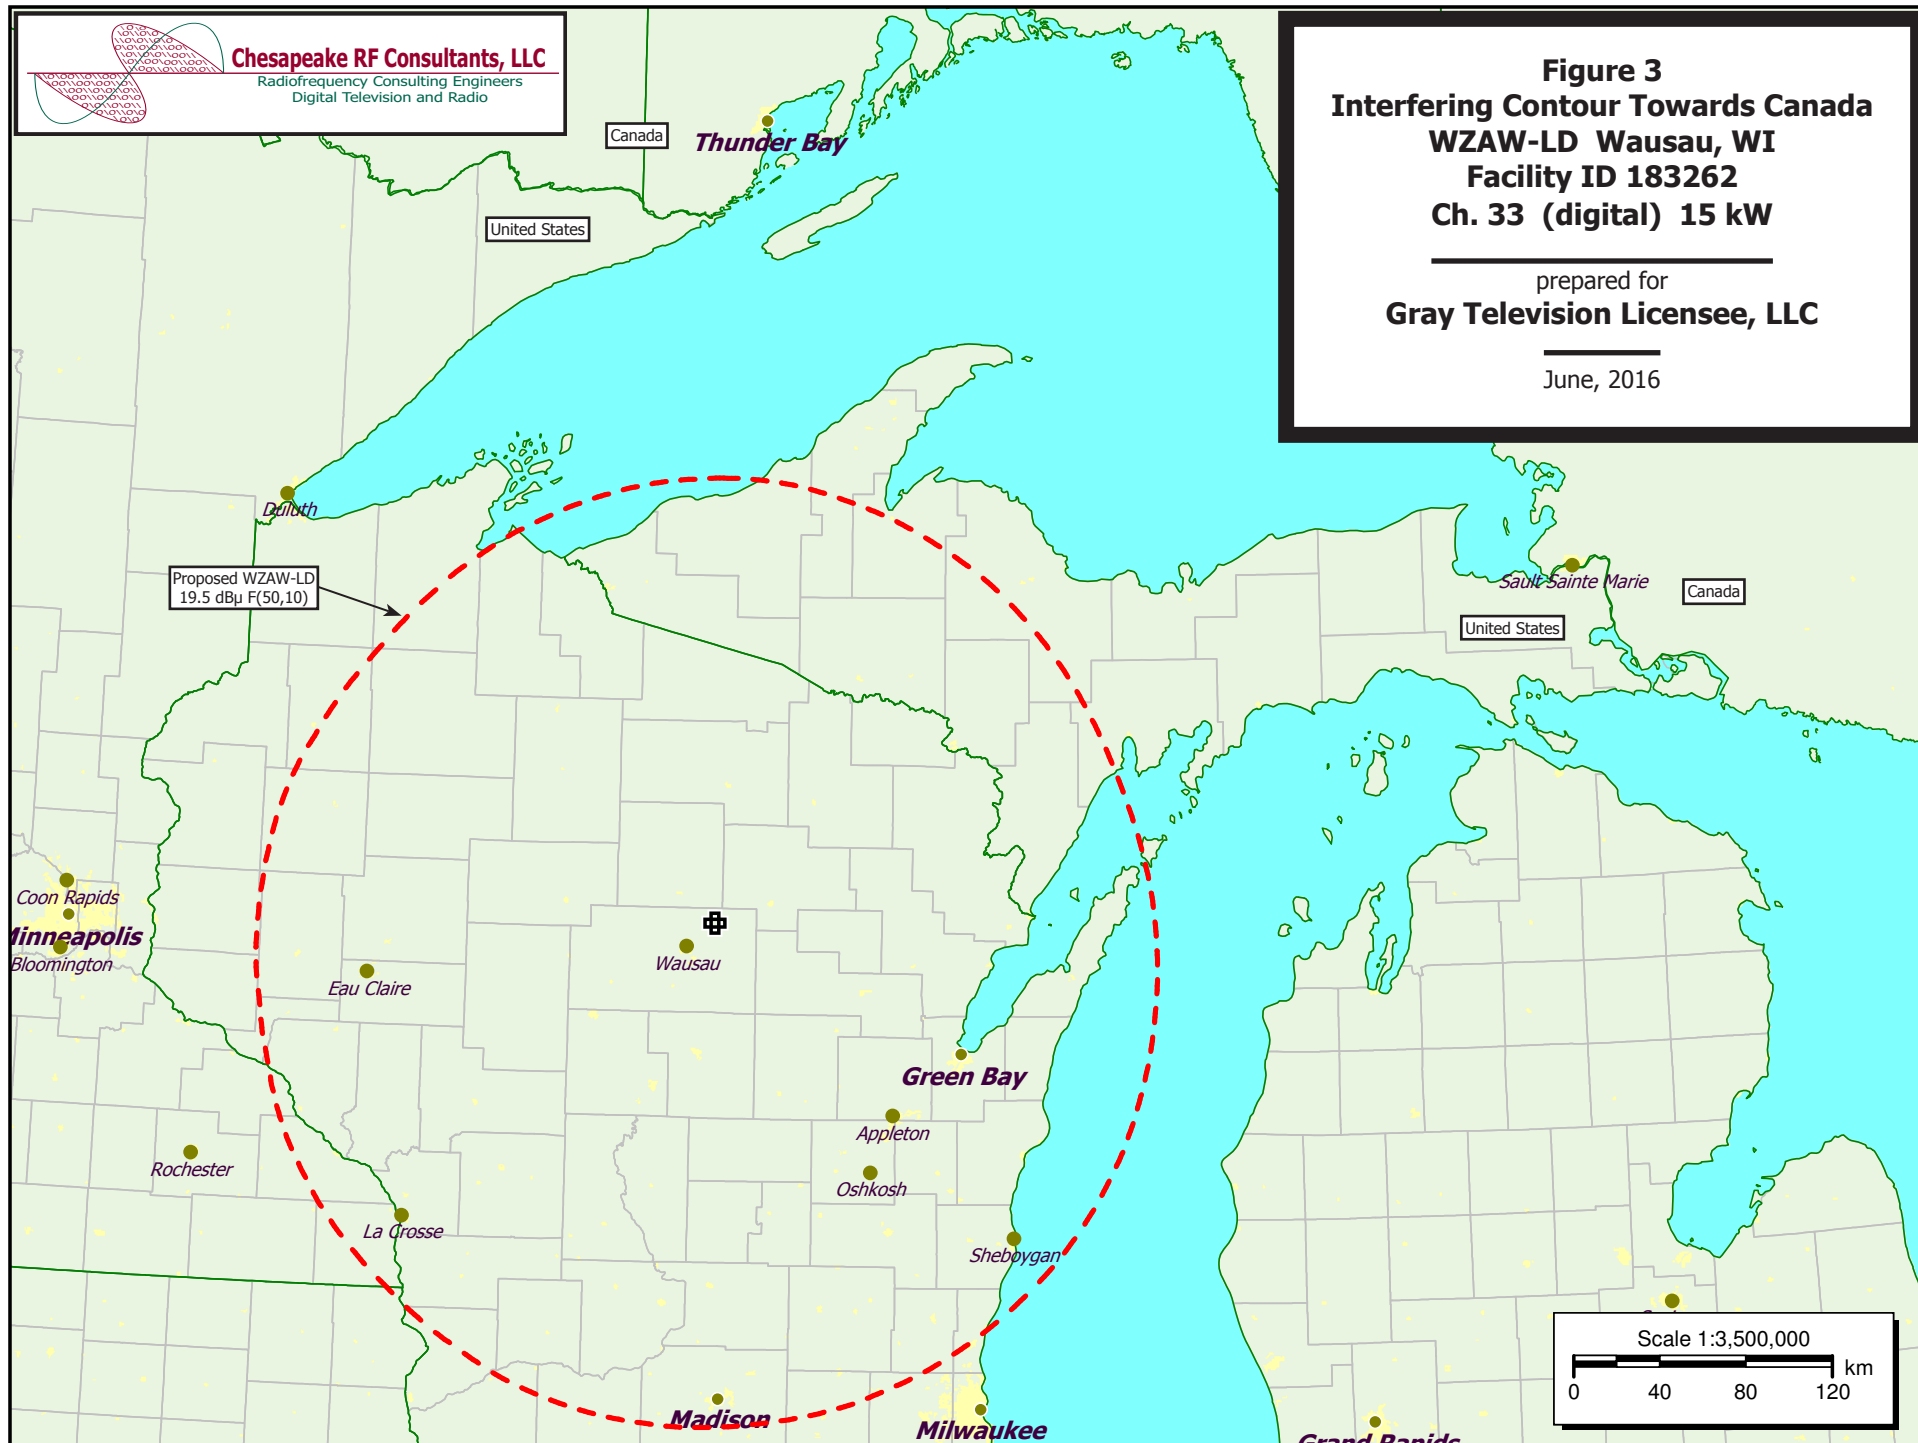 Chesapeake RF Consultants, LLC
Radiofrequency Consulting Engineers
Digital Television and Radio
Figure 3
Interfering Contour Towards Canada
WZAW-LD Wausau, WI
Facility ID 183262
Ch. 33 (digital) 15 kW
prepared for
Gray Television Licensee, LLC
June, 2016
Canada
Thunder Bay
United States
Duluth
Proposed WZAW-LD
19.5 dBµ F(50,10)
Sault Sainte Marie
Canada
United States
Coon Rapids
Minneapolis
Bloomington
Wausau
Eau Claire
Green Bay
Appleton
Rochester
Oshkosh
La Crosse
Sheboygan
Madison
Milwaukee
Grand Rapids
Scale 1:3,500,000
km
0 40 80 120